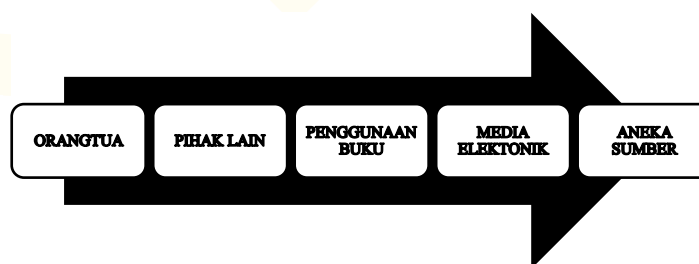 ORANGTUA
PIHAK LAIN
PENGGUNAAN
BUKU
MEDIA
ELEKTONIK
ANEKA
SUMBER